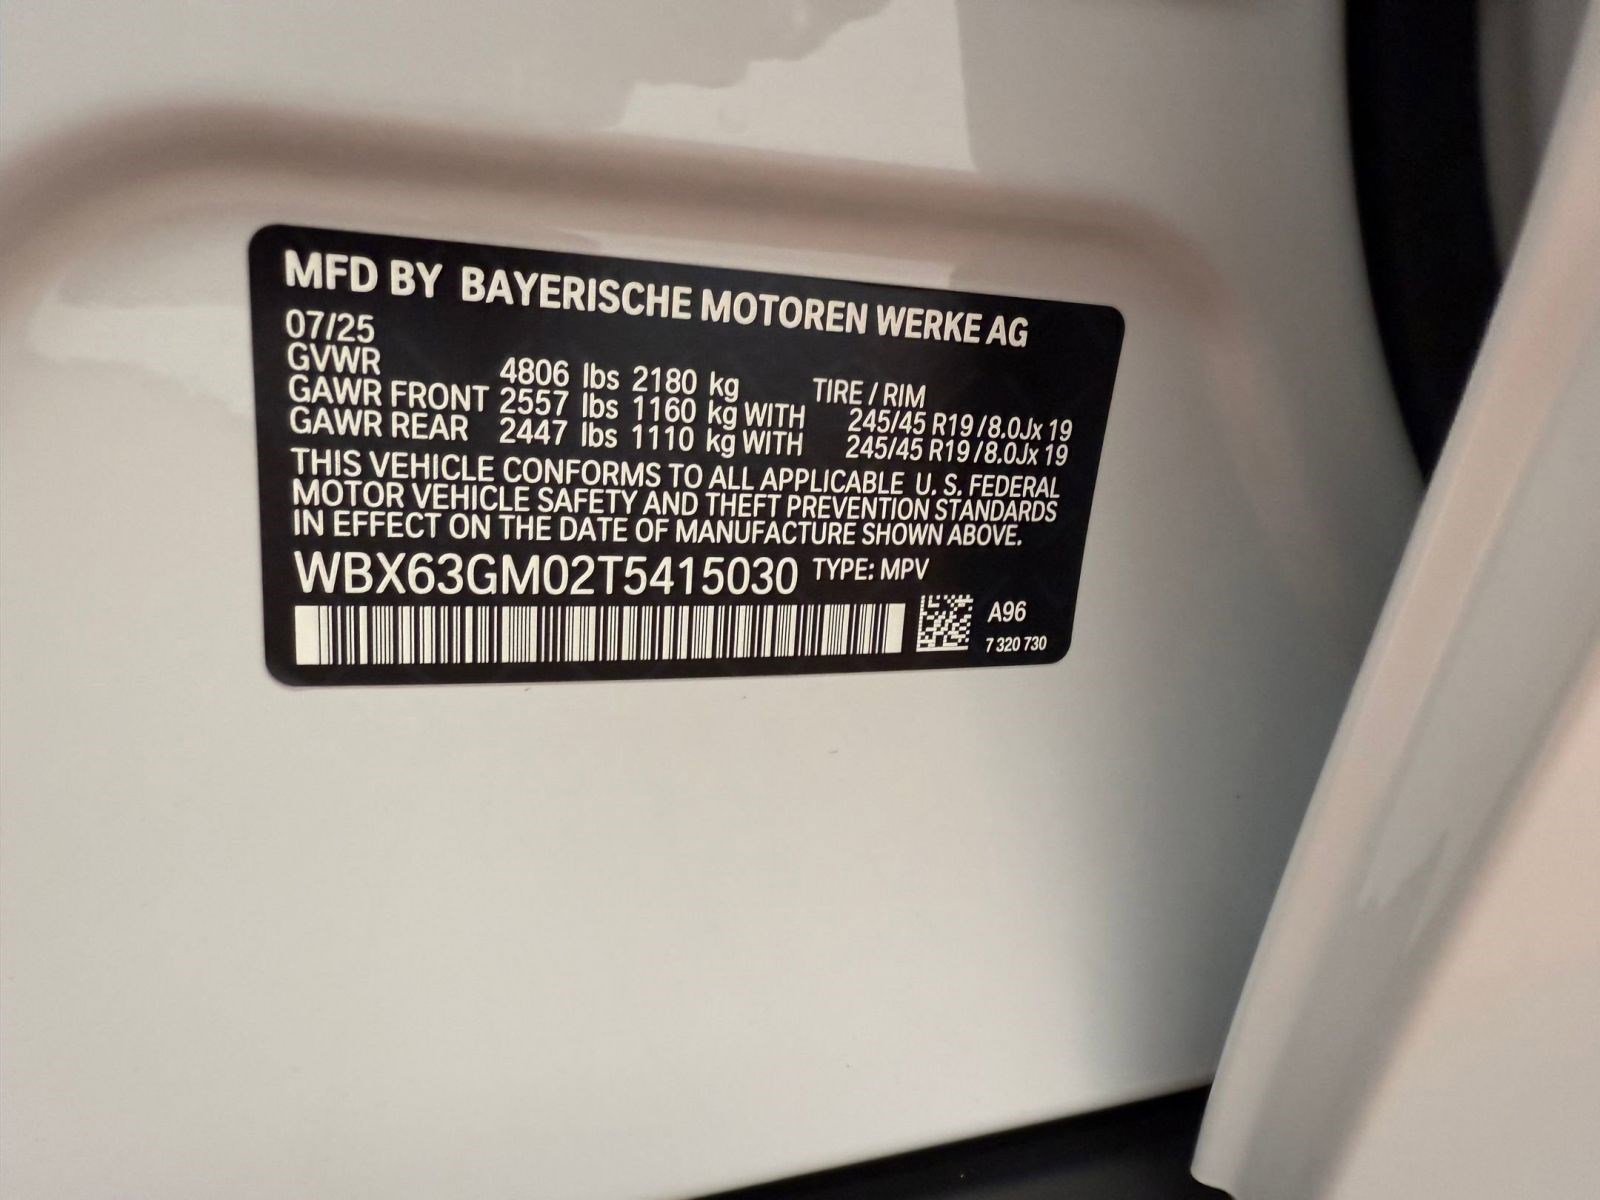 MFD BY BAYERISCHE MOTOREN WERKE AG
07/25
GVWR 4806 lbs 2180 kg TIRE / RIM
GAWR FRONT 2557 lbs 1160 kg WITH 245/45 R19 /8.0Jx 19
GAWR REAR 2447 lbs 1110 kg WITH 245/45 R19 /8.0Jx 19
THIS VEHICLE CONFORMS TO ALL APPLICABLE U. S. FEDERAL
MOTOR VEHICLE SAFETY AND THEFT PREVENTION STANDARDS
IN EFFECT ON THE DATE OF MANUFACTURE SHOWN ABOVE.
WBX63GM02T5415030 TYPE: MPV
A96
7 320 730